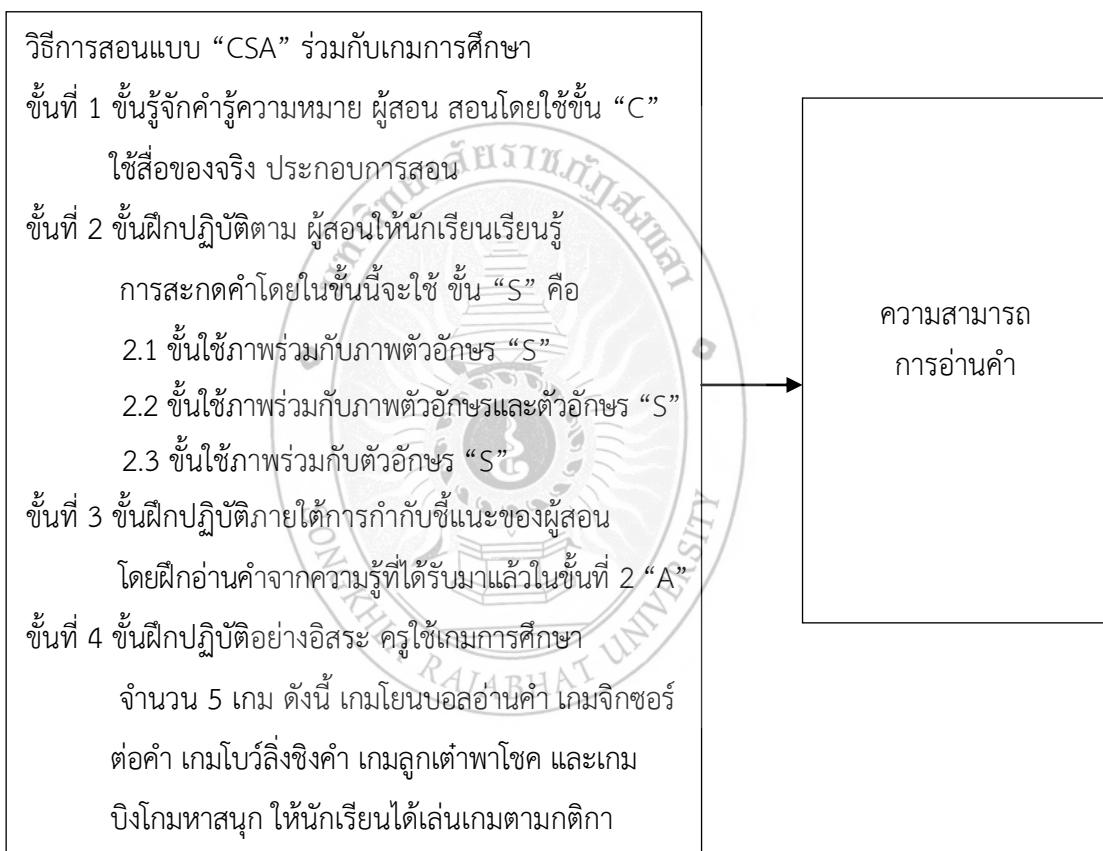 วิธีการสอนแบบ “CSA” ร่วมกับเกมการศึกษา
ขั้นที่ 1 ขั้นรู้จักคำรู้ความหมาย ผู้สอน สอนโดยใช้ขั้น “C”
ใช้สื่อของจริง ประกอบการสอน
ขั้นที่ 2 ขั้นฝึกปฏิบัติตาม ผู้สอนให้นักเรียนเรียนรู้
การสะกดคำโดยในขั้นนี้จะใช้ ขั้น “S” คือ
2.1 ขั้นใช้ภาพร่วมกับภาพตัวอักษร “S”
2.2 ขั้นใช้ภาพร่วมกับภาพตัวอักษรและตัวอักษร “S”
2.3 ขั้นใช้ภาพร่วมกับตัวอักษร “S”
ขั้นที่ 3 ขั้นฝึกปฏิบัติภายใต้การกำกับชี้แนะของผู้สอน
โดยฝึกอ่านคำจากความรู้ที่ได้รับมาแล้วในขั้นที่ 2 “A”
ขั้นที่ 4 ขั้นฝึกปฏิบัติอย่างอิสระ ครูใช้เกมการศึกษา
จำนวน 5 เกม ดังนี้ เกมโยนบอลอ่านคำ เกมจิกซอร์
ต่อคำ เกมโบว์ลิ่งชิงคำ เกมลูกเต๋าพาโชค และเกม
บิงโกมหาสนุก ให้นักเรียนได้เล่นเกมตามกติกา
ความสามารถ
การอ่านคำ
มหาวิทยาลัยราชภัฏสงขลา
SONGKHLA RAJABHAT UNIVERSITY